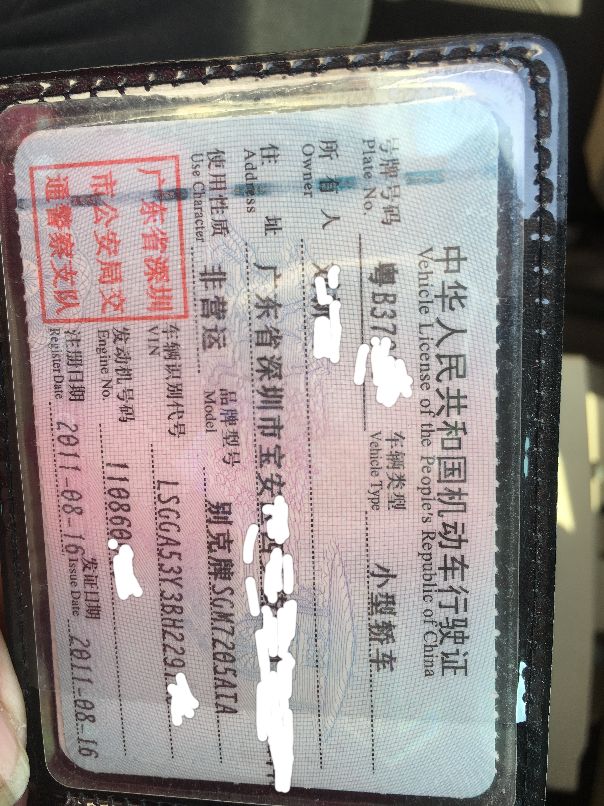 中华人民共和国机动车行驶证
Vehicle License of the People's Republic of China
号牌号码 粤B37 车辆类型 小型轿车
Plate No. Vehicle Type
所有人
Owner
住址 广东省深圳市宝安
Address
使用性质 非营运 品牌型号 别克牌SGM7205ATA
Use Character Model
广东省深圳
市公安局交
通警察支队
车辆识别代号 LSGGA53Y3BH229
VIN
发动机号码 110860
Engine No.
注册日期 2011-08-16 发证日期 2011-08-16
Register Date Issue Date